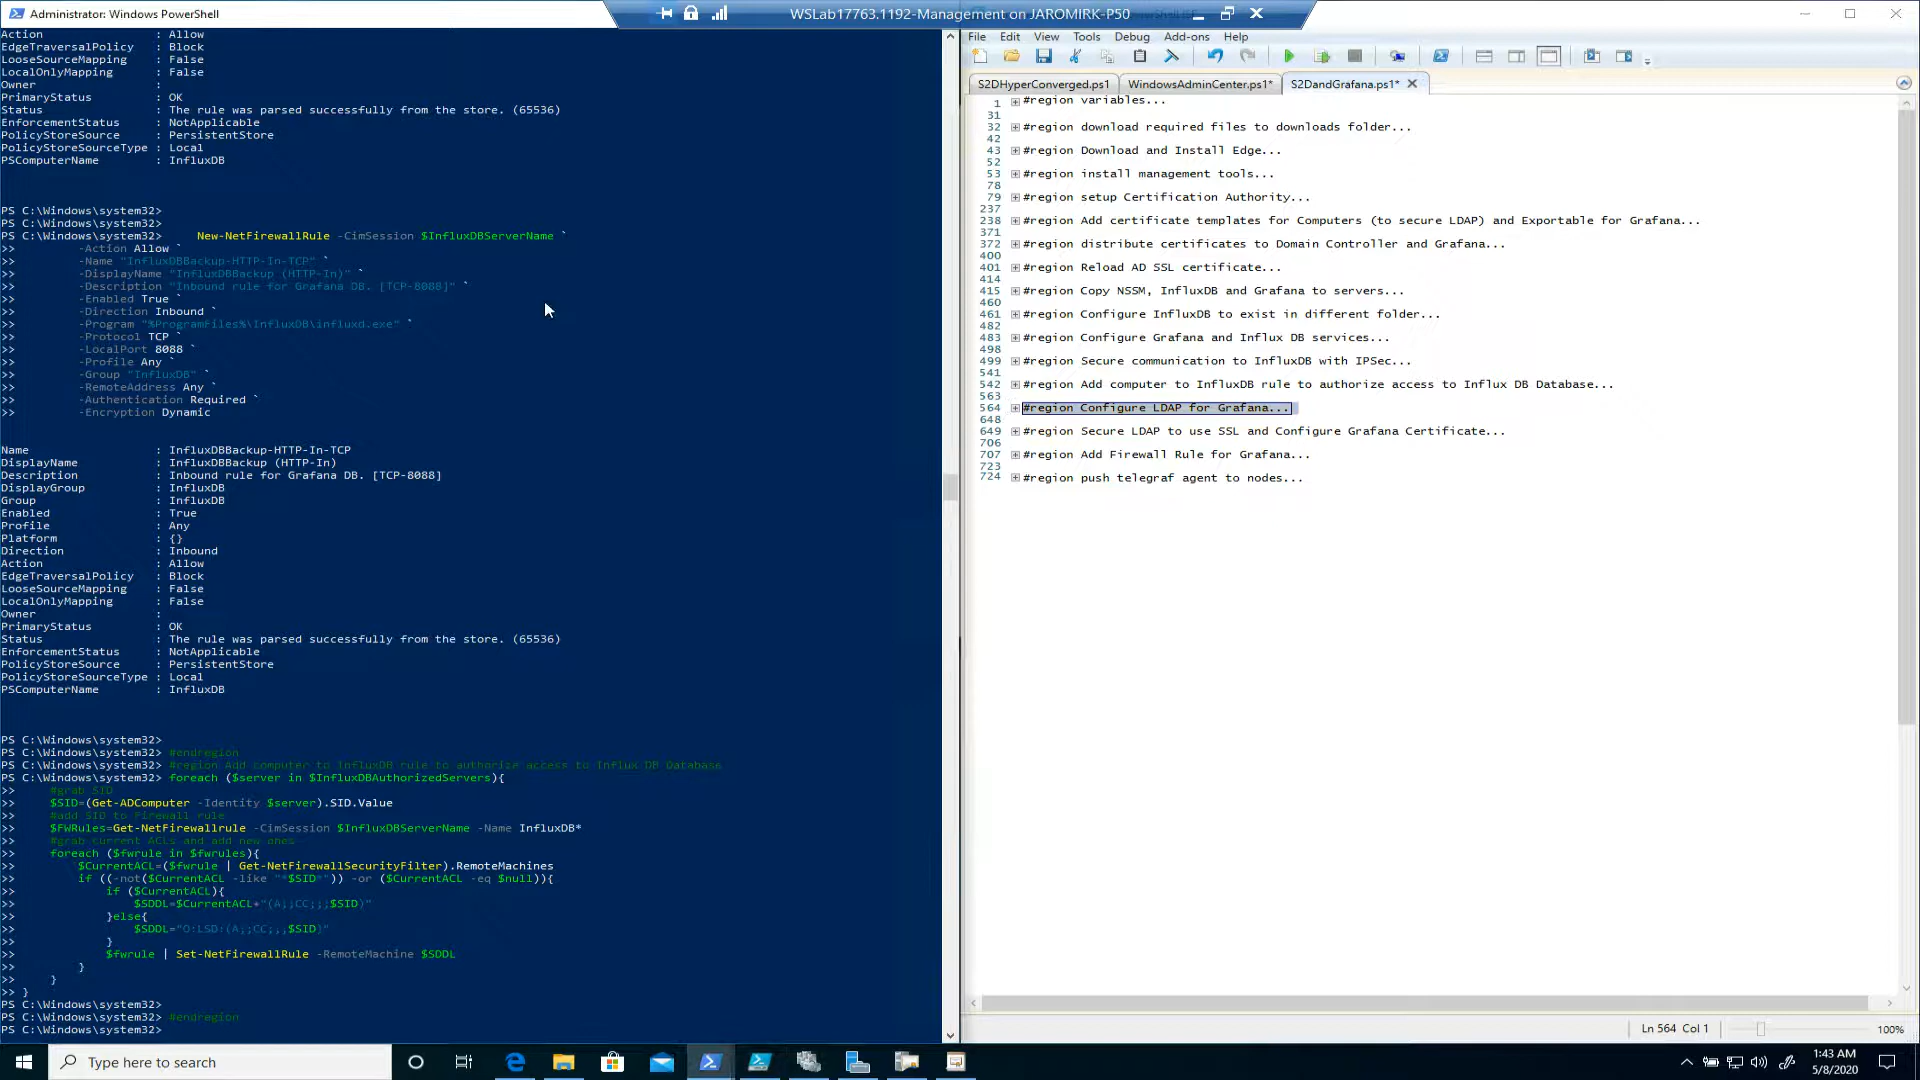 Administrator: Windows PowerShell
WSLab17763.1192-Management on JAROMIRK-P50
Action : Allow
EdgeTraversalPolicy : Block
LooseSourceMapping : False
LocalOnlyMapping : False
Owner :
PrimaryStatus : OK
Status : The rule was parsed successfully from the store. (65536)
EnforcementStatus : NotApplicable
PolicyStoreSource : PersistentStore
PolicyStoreSourceType : Local
PSComputerName : InfluxDB
PS C:\Windows\system32>
PS C:\Windows\system32>
PS C:\Windows\system32> New-NetFirewallRule -CimSession $InfluxDBServerName `
>> -Action Allow `
>> -Name "InfluxDBBackup-HTTP-In-TCP" `
>> -DisplayName "InfluxDBBackup (HTTP-In)" `
>> -Description "Inbound rule for Grafana DB. [TCP-8088]" `
>> -Enabled True `
>> -Direction Inbound `
>> -Program "%ProgramFiles%\InfluxDB\influxd.exe" `
>> -Protocol TCP `
>> -LocalPort 8088 `
>> -Profile Any `
>> -Group "InfluxDB" `
>> -RemoteAddress Any `
>> -Authentication Required `
>> -Encryption Dynamic
Name : InfluxDBBackup-HTTP-In-TCP
DisplayName : InfluxDBBackup (HTTP-In)
Description : Inbound rule for Grafana DB. [TCP-8088]
DisplayGroup : InfluxDB
Group : InfluxDB
Enabled : True
Profile : Any
Platform : {}
Direction : Inbound
Action : Allow
EdgeTraversalPolicy : Block
LooseSourceMapping : False
LocalOnlyMapping : False
Owner :
PrimaryStatus : OK
Status : The rule was parsed successfully from the store. (65536)
EnforcementStatus : NotApplicable
PolicyStoreSource : PersistentStore
PolicyStoreSourceType : Local
PSComputerName : InfluxDB
PS C:\Windows\system32>
PS C:\Windows\system32> #endregion
PS C:\Windows\system32> #region Add computer to InfluxDB rule to authorize access to Influx DB Database
PS C:\Windows\system32> foreach ($server in $InfluxDBAuthorizedServers){
>> #grab SID
>> $SID=(Get-ADComputer -Identity $server).SID.Value
>> #add SID to Firewall rule
>> $FWRules=Get-NetFirewallrule -CimSession $InfluxDBServerName -Name InfluxDB*
>> #grab current ACLs and add new ones
>> foreach ($fwrule in $fwrules){
>> $CurrentACL=($fwrule | Get-NetFirewallSecurityFilter).RemoteMachines
>> if ((-not($CurrentACL -like "*$SID*")) -or ($CurrentACL -eq $null)){
>> if ($CurrentACL){
>> $SDDL=$CurrentACL+"(A;;CC;;;$SID)"
>> }else{
>> $SDDL="O:LSD:(A;;CC;;;$SID)"
>> }
>> $fwrule | Set-NetFirewallRule -RemoteMachine $SDDL
>> }
>> }
>> }
PS C:\Windows\system32>
PS C:\Windows\system32> #endregion
PS C:\Windows\system32>
File Edit View Tools Debug Add-ons Help
S2DHyperConverged.ps1 WindowsAdminCenter.ps1* S2DandGrafana.ps1*
1 #region variables...
31
32 #region download required files to downloads folder...
42
43 #region Download and Install Edge...
52
53 #region install management tools...
78
79 #region setup Certification Authority...
237
238 #region Add certificate templates for Computers (to secure LDAP) and Exportable for Grafana...
371
372 #region distribute certificates to Domain Controller and Grafana...
400
401 #region Reload AD SSL certificate...
414
415 #region Copy NSSM, InfluxDB and Grafana to servers...
460
461 #region Configure InfluxDB to exist in different folder...
482
483 #region Configure Grafana and Influx DB services...
498
499 #region Secure communication to InfluxDB with IPSec...
541
542 #region Add computer to InfluxDB rule to authorize access to Influx DB Database...
563
564 #region Configure LDAP for Grafana...
648
649 #region Secure LDAP to use SSL and Configure Grafana Certificate...
706
707 #region Add Firewall Rule for Grafana...
723
724 #region push telegraf agent to nodes...
Ln 564 Col 1 100%
Type here to search
1:43 AM
5/8/2020